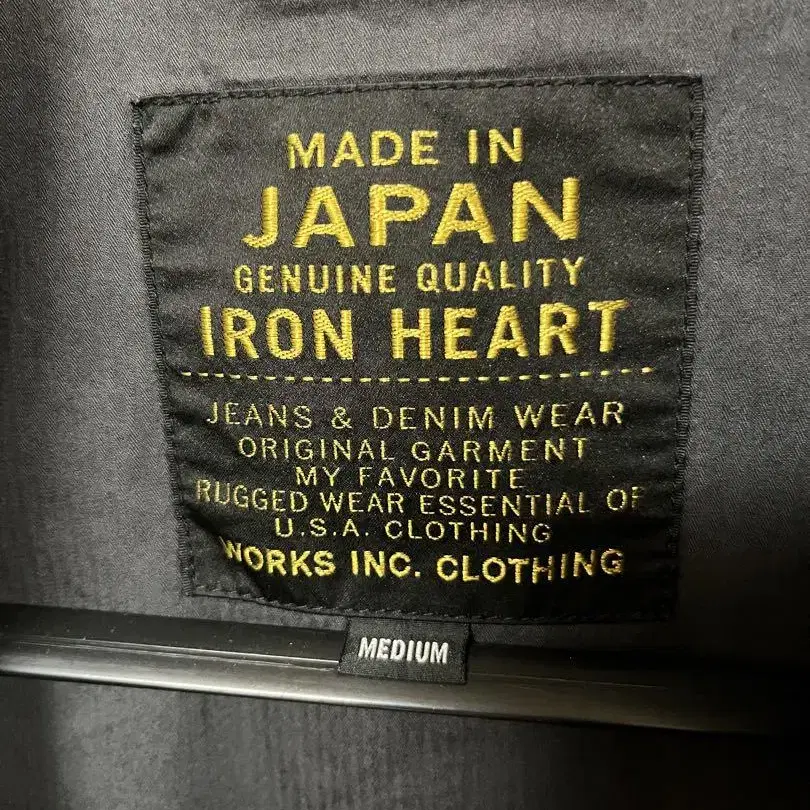 MADE IN
JAPAN
GENUINE QUALITY
IRON HEART
JEANS & DENIM WEAR
ORIGINAL GARMENT
MY FAVORITE
RUGGED WEAR ESSENTIAL OF
U.S.A. CLOTHING
WORKS INC. CLOTHING
MEDIUM